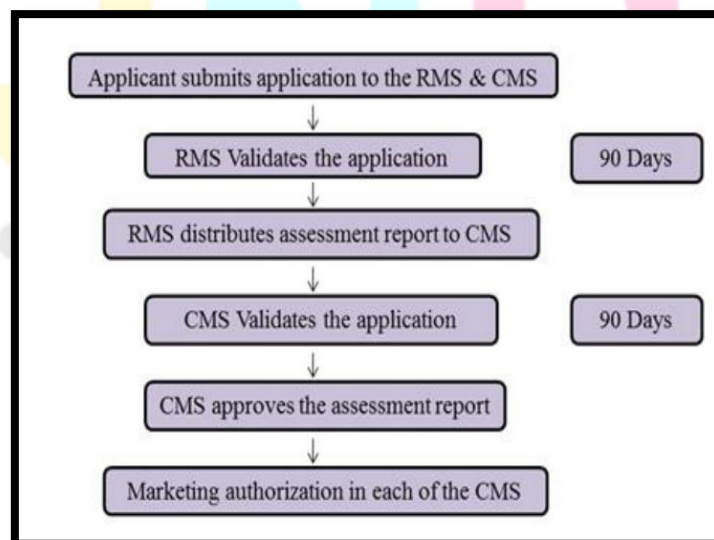 Applicant submits application to the RMS & CMS
RMS Validates the application
90 Days
RMS distributes assessment report to CMS
CMS Validates the application
90 Days
CMS approves the assessment report
Marketing authorization in each of the CMS